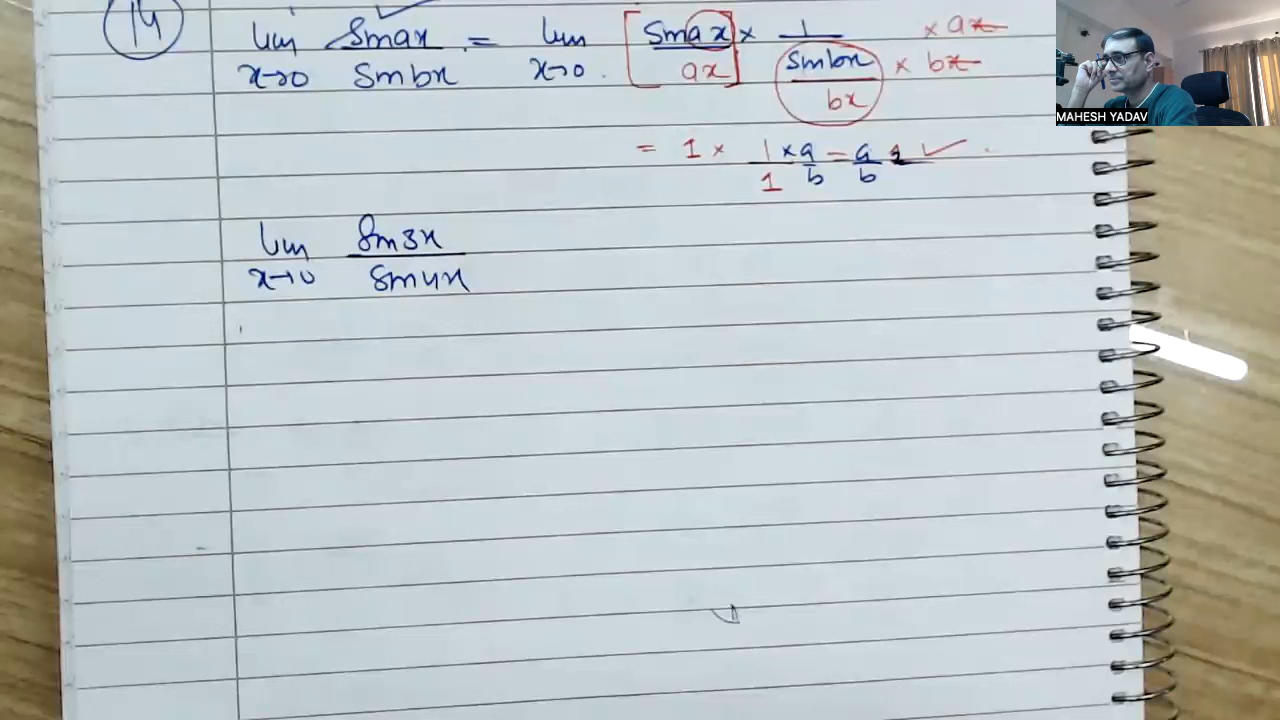 14
lim sin ax = lim [sin ax / ax] × 1 / (sin bx / bx) × ax / × bx
x→0 sin bx x→0
= 1 × 1/1 × a/b = a/b
lim sin 3x
x→0 sin 4x
MAHESH YADAV